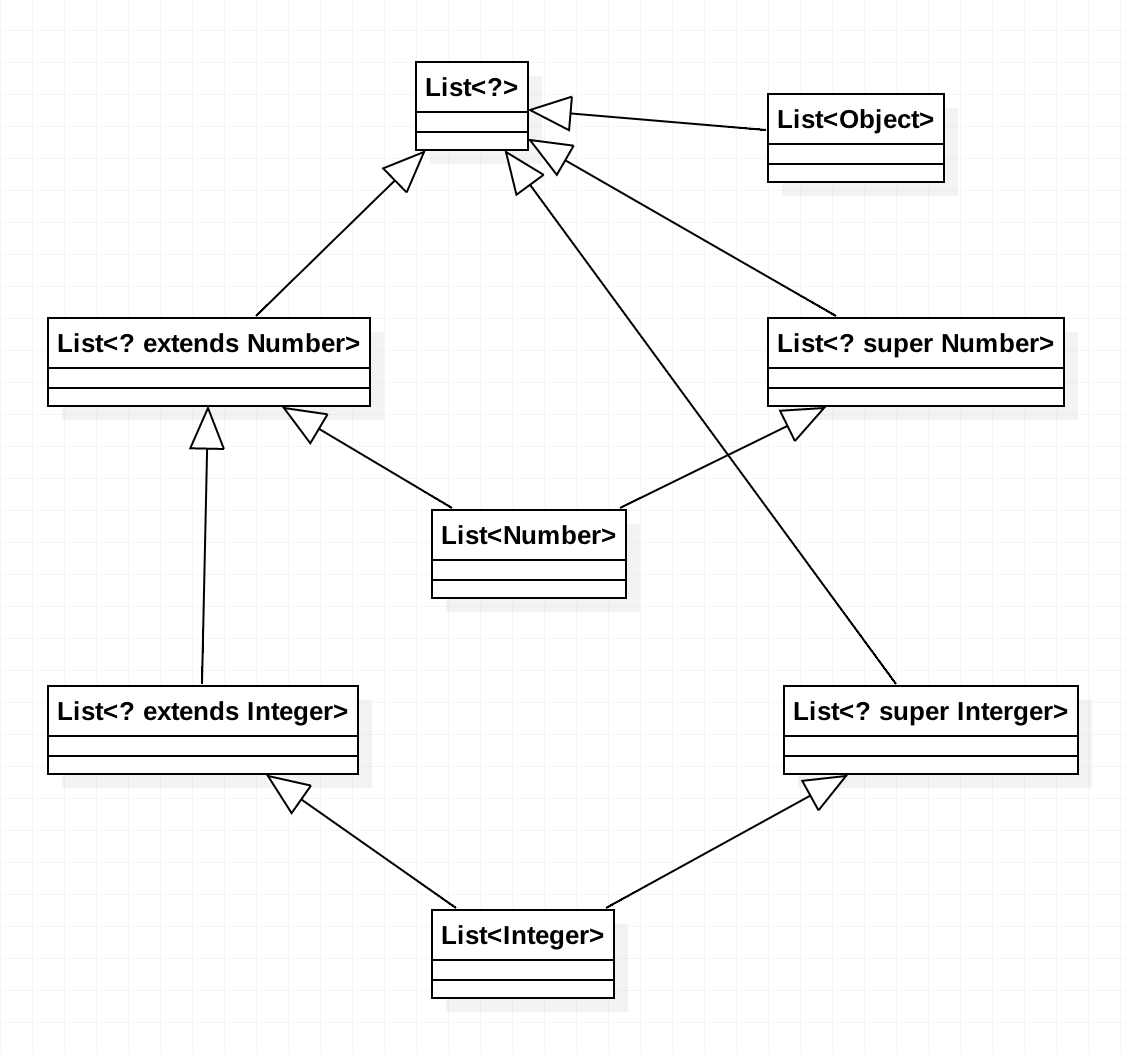 List<?>
List<Object>
List<? extends Number>
List<? super Number>
List<Number>
List<? extends Integer>
List<? super Interger>
List<Integer>